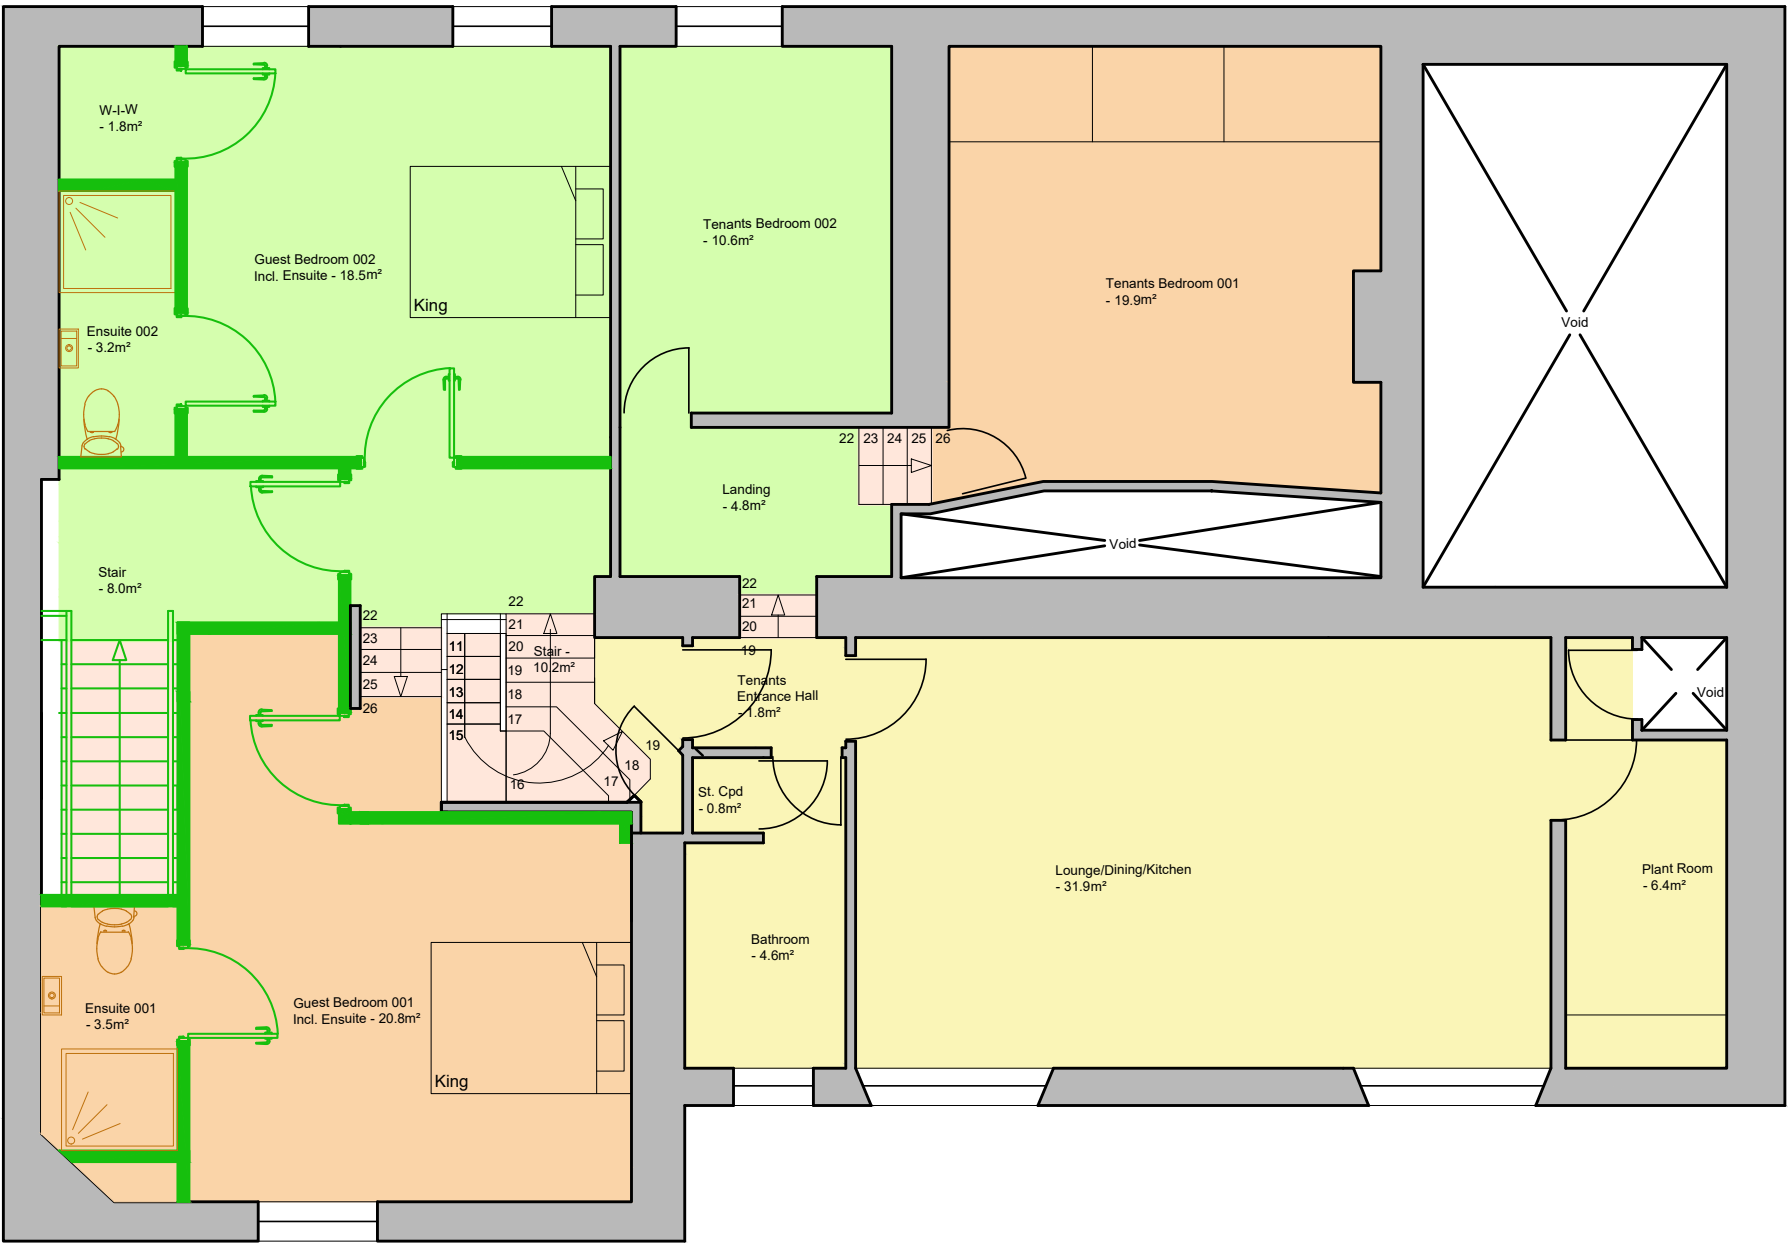 W-I-W
- 1.8m²
Guest Bedroom 002
Incl. Ensuite - 18.5m²
King
Ensuite 002
- 3.2m²
Tenants Bedroom 002
- 10.6m²
Tenants Bedroom 001
- 19.9m²
Void
22
23
24
25
26
Landing
- 4.8m²
Void
Stair
- 8.0m²
22
23
24
25
26
11
12
13
14
15
22
21
20
19
18
17
16
Stair -
10.2m²
17
18
19
22
21
20
19
Tenants
Entrance Hall
- 1.8m²
Void
St. Cpd
- 0.8m²
Lounge/Dining/Kitchen
- 31.9m²
Plant Room
- 6.4m²
Bathroom
- 4.6m²
Ensuite 001
- 3.5m²
Guest Bedroom 001
Incl. Ensuite - 20.8m²
King